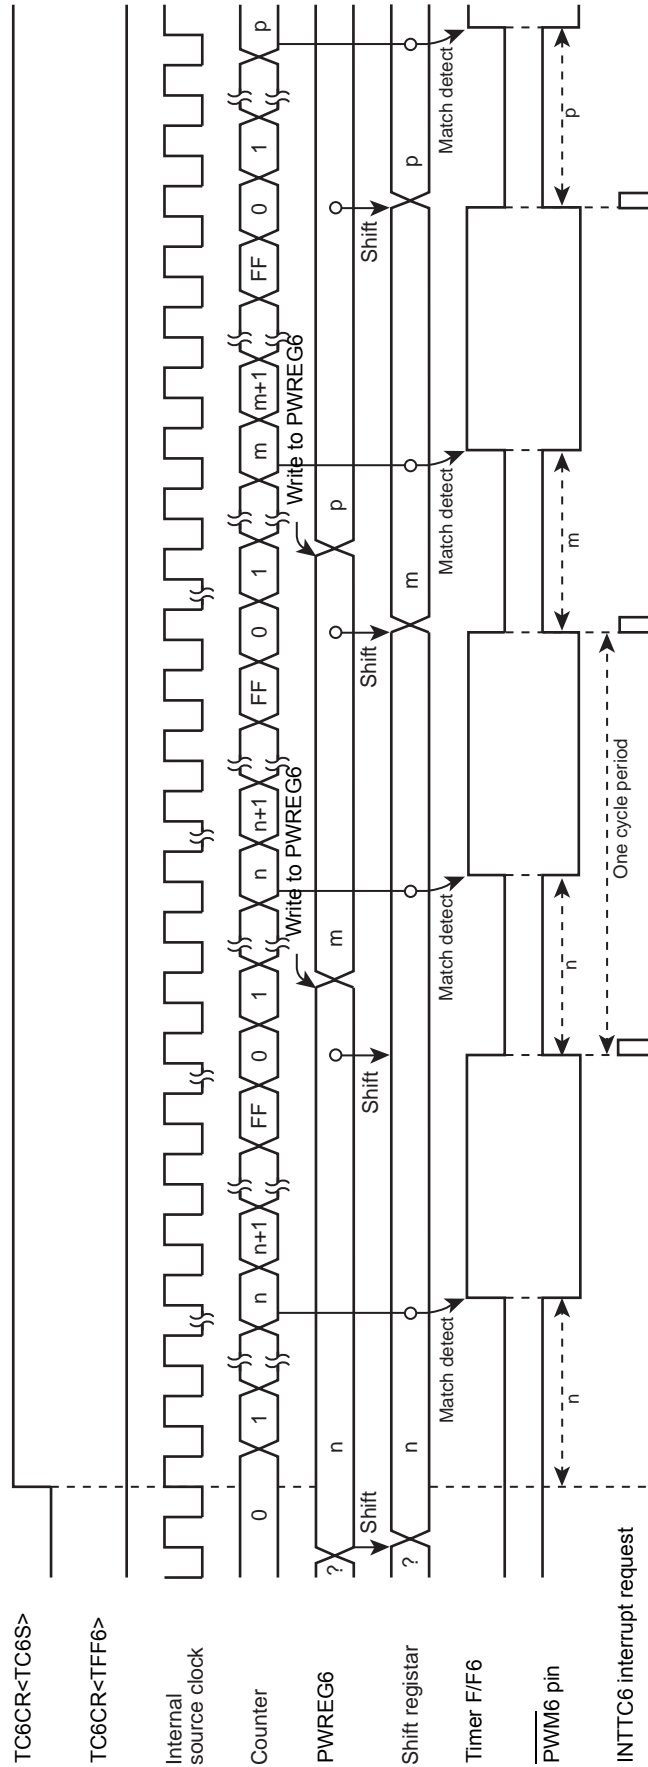 TC6CR<TC6S>
TC6CR<TFF6>
Internal
source clock
Counter 0 1 n n+1 FF 0 1 n n+1 FF 0 1 m m+1 FF 0 1 p
Write to PWREG6 Write to PWREG6
PWREG6 ? n m p
Shift Shift Shift Shift
Shift registar ? n m p
Match detect Match detect Match detect Match detect
Timer F/F6
PWM6 pin
n n m p
One cycle period
INTTC6 interrupt request